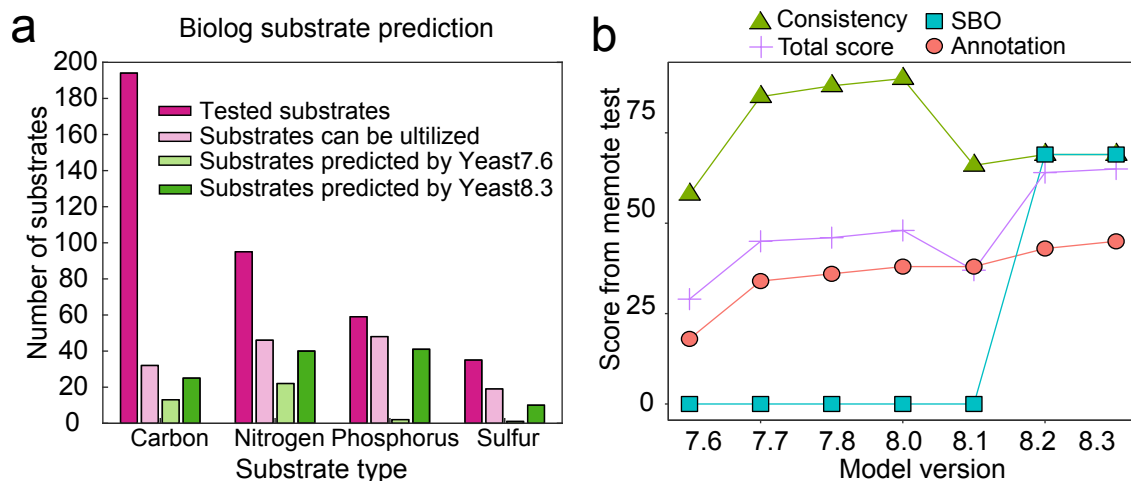 a
Biolog substrate prediction
200
180
160
140
120
100
80
60
40
20
0
Number of substrates
Tested substrates
Substrates can be ultilized
Substrates predicted by Yeast7.6
Substrates predicted by Yeast8.3
Carbon Nitrogen Phosphorus Sulfur
Substrate type
b
Consistency SBO
Total score Annotation
75
50
25
0
Score from memote test
7.6 7.7 7.8 8.0 8.1 8.2 8.3
Model version